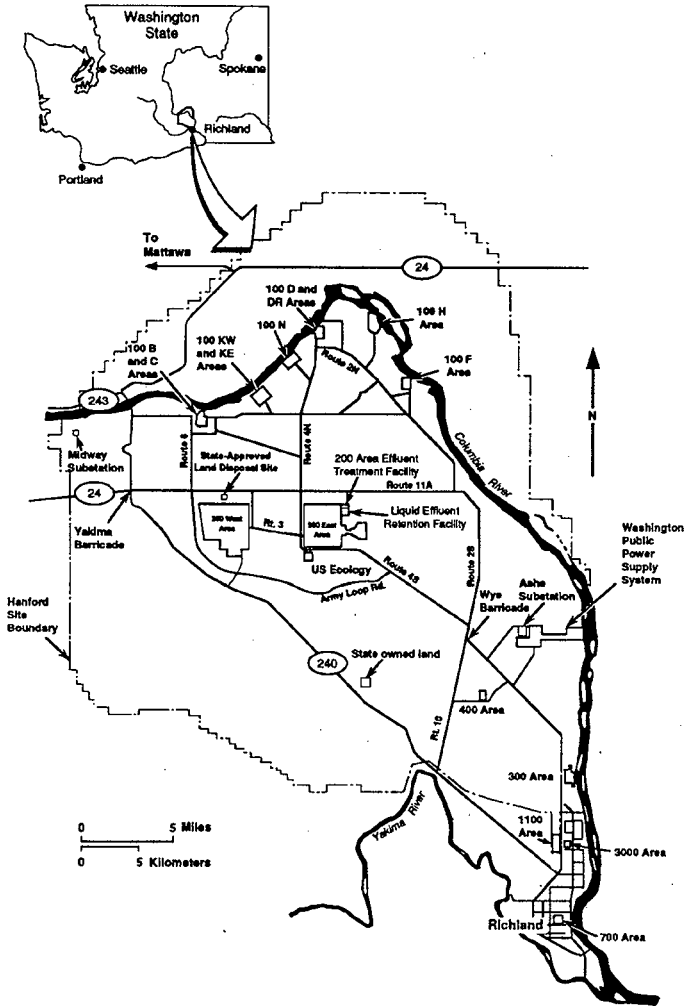 Washington
State
Seattle
Spokane
Richland
Portland
To
Mattawa
24
100 D and
DR Areas
100 H
Area
100 N
100 KW
and KE
Areas
100 B
and C
Areas
Route 2N
100 F
Area
243
N
Columbia
River
Midway
Substation
Route 6
Route 4N
State-Approved
Land Disposal Site
200 Area Effluent
Treatment Facility
Route 11A
24
Liquid Effluent
Retention Facility
Yakima
Barricade
200 West
Area
Rt. 3
200 East
Area
Washington
Public
Power
Supply
System
US Ecology
Route 4S
Route 2S
Army Loop Rd.
Wye
Barricade
Ashe
Substation
Hanford
Site
Boundary
240
State owned land
400 Area
Rt. 10
300 Area
Yakima River
1100
Area
3000 Area
0 5 Miles
0 5 Kilometers
Richland
700 Area